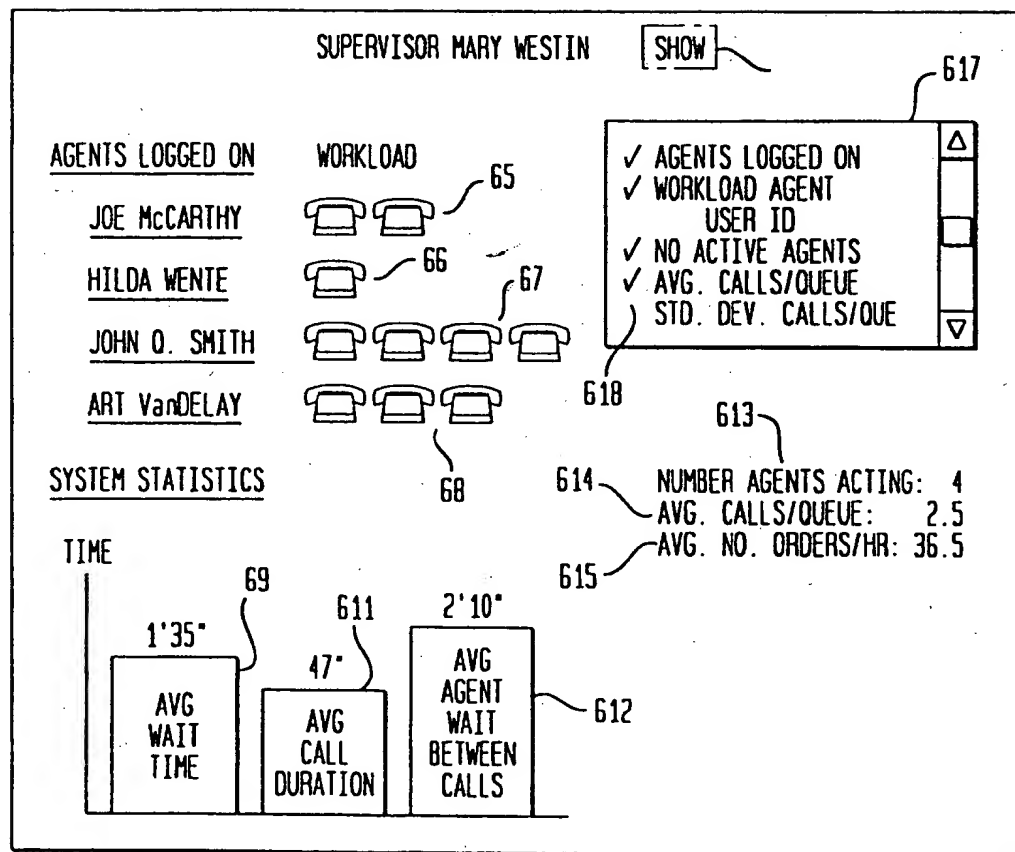 SUPERVISOR MARY WESTIN SHOW
617
AGENTS LOGGED ON WORKLOAD
65
JOE McCARTHY
66
HILDA WENTE
67
JOHN Q. SMITH
ART VanDELAY
68
✓ AGENTS LOGGED ON
✓ WORKLOAD AGENT
USER ID
✓ NO ACTIVE AGENTS
✓ AVG. CALLS/QUEUE
STD. DEV. CALLS/QUE
618
613
SYSTEM STATISTICS
614
NUMBER AGENTS ACTING: 4
AVG. CALLS/QUEUE: 2.5
AVG. NO. ORDERS/HR: 36.5
615
TIME
69
1'35"
AVG
WAIT
TIME
611
47"
AVG
CALL
DURATION
2'10"
AVG
AGENT
WAIT
BETWEEN
CALLS
612